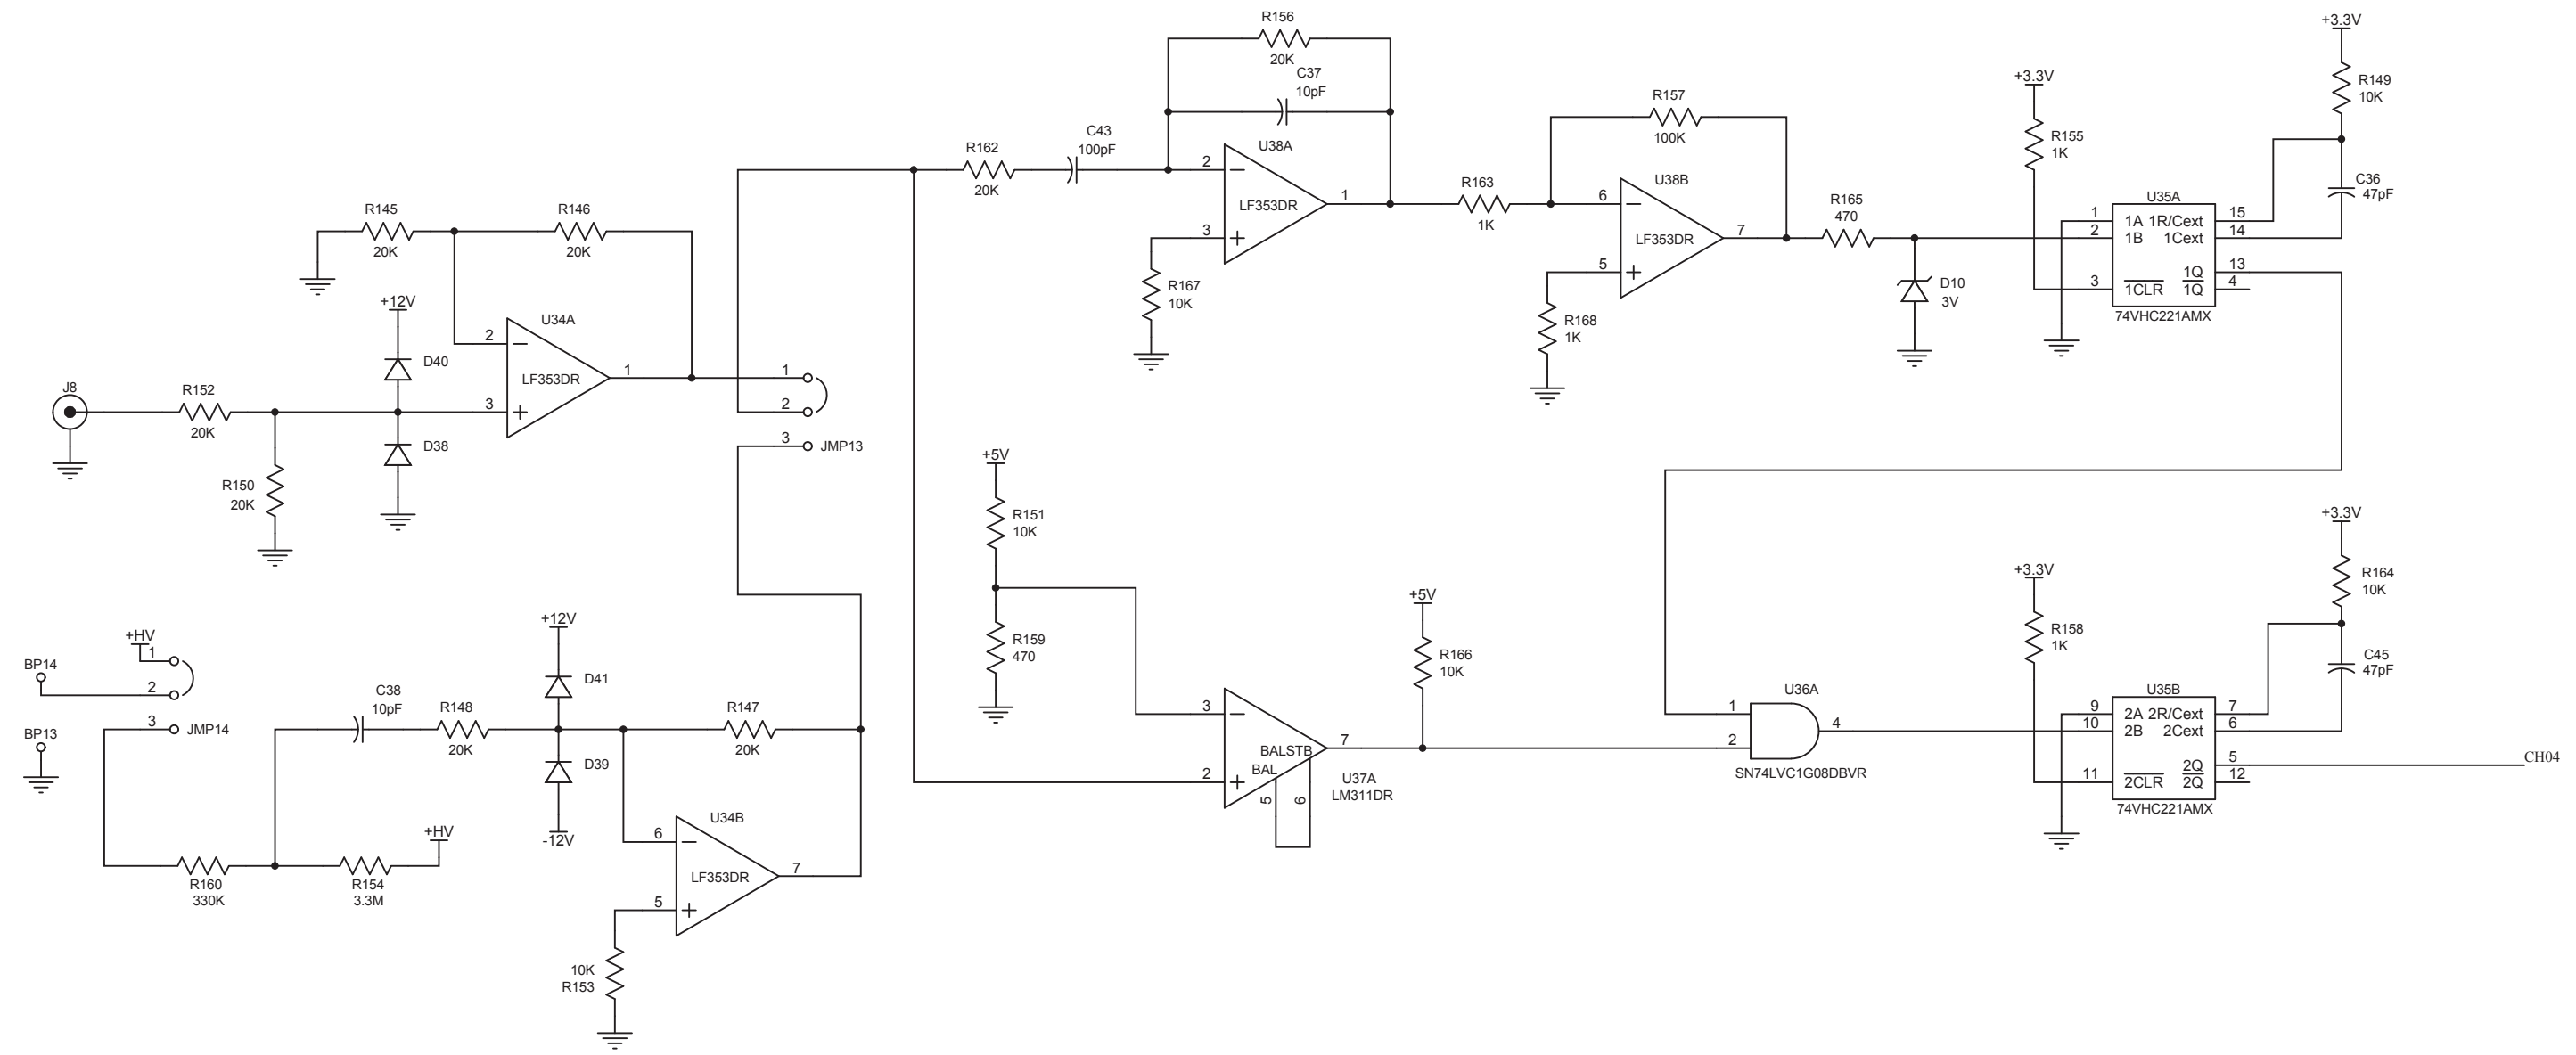 R156
20K
C37
10pF
+3.3V
R149
10K
+3.3V
R155
1K
R157
100K
C43
100pF
R162
20K
U38A
2
3
1
LF353DR
R163
1K
U38B
6
5
7
LF353DR
R165
470
C36
47pF
U35A
1
2
3
1A 1R/Cext
1B 1Cext
1Q
1CLR 1Q
15
14
13
4
74VHC221AMX
R145
20K
R146
20K
+12V
D40
U34A
2
3
1
LF353DR
J8
R152
20K
D38
R150
20K
1
2
3
JMP13
R167
10K
R168
1K
D10
3V
+5V
R151
10K
R159
470
+5V
R166
10K
3
2
7
BALSTB
BAL
5
6
U37A
LM311DR
U36A
1
2
4
SN74LVC1G08DBVR
+3.3V
R158
1K
+3.3V
R164
10K
C45
47pF
U35B
9
10
11
2A 2R/Cext
2B 2Cext
2Q
2CLR 2Q
7
6
5
12
74VHC221AMX
CH04
+HV
1
BP14
2
3
JMP14
BP13
C38
10pF
R148
20K
+12V
D41
D39
-12V
R147
20K
R160
330K
R154
3.3M
+HV
U34B
6
5
7
LF353DR
10K
R153